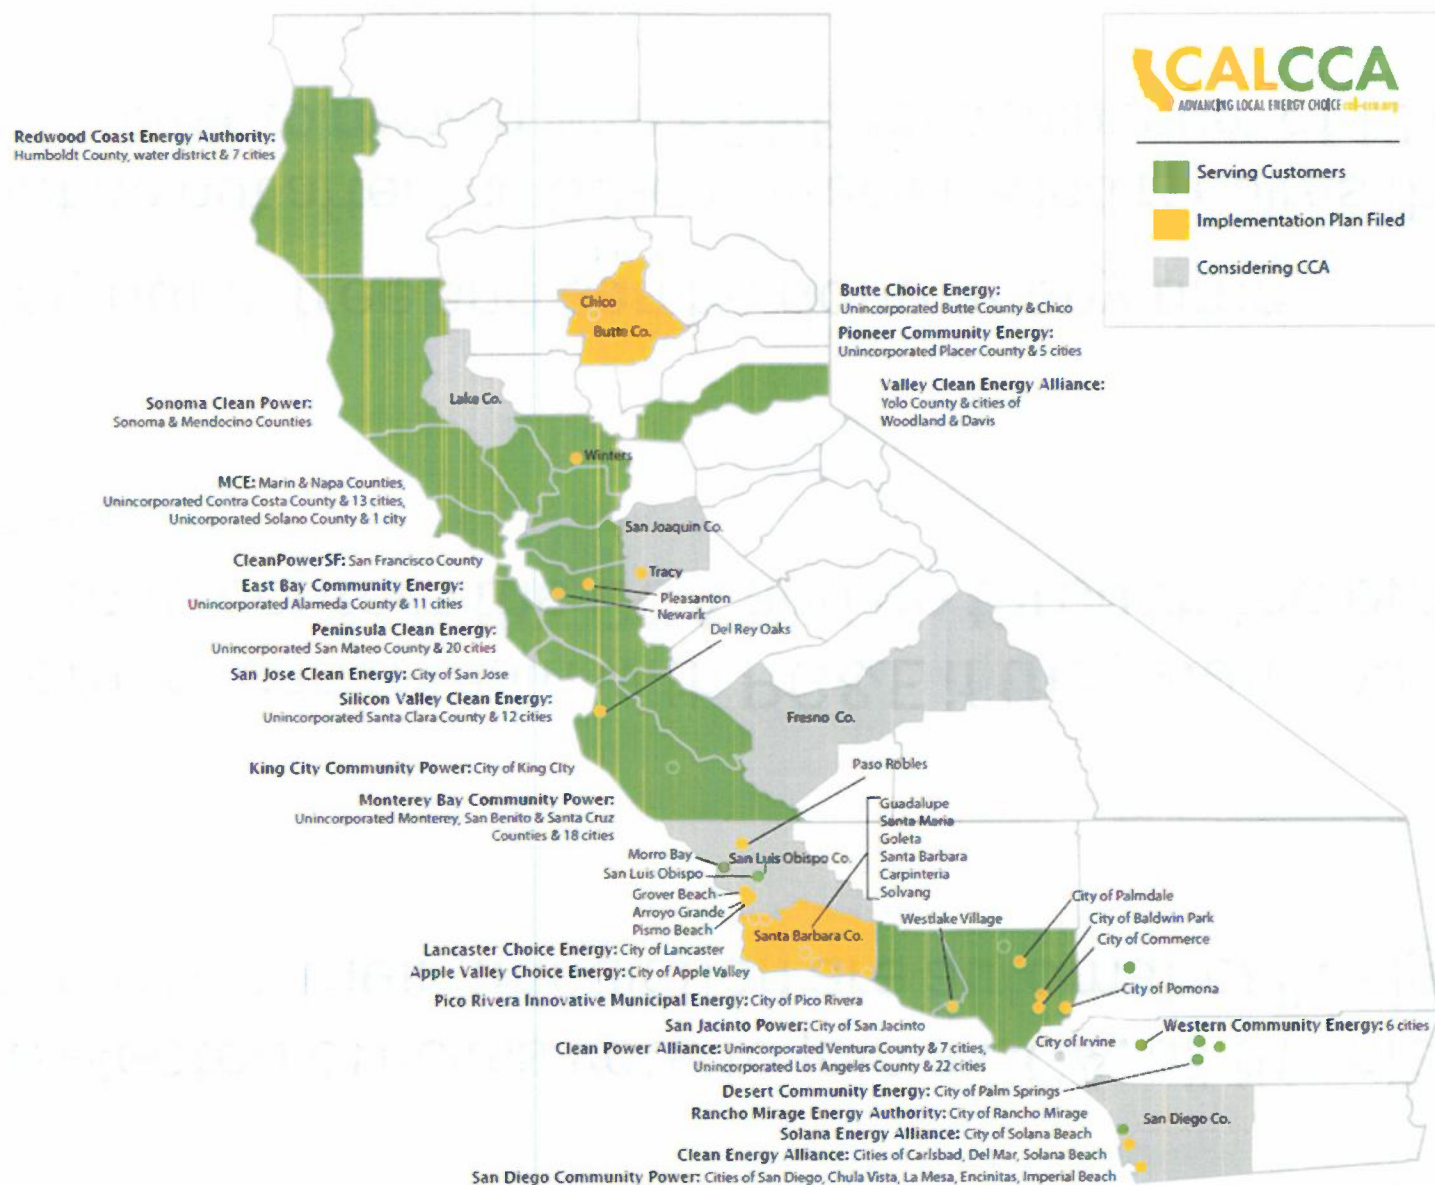 CALCCA
ADVANCING LOCAL ENERGY CHOICE cal-cca.org
Serving Customers
Implementation Plan Filed
Considering CCA
Redwood Coast Energy Authority:
Humboldt County, water district & 7 cities
Chico
Butte Co.
Butte Choice Energy:
Unincorporated Butte County & Chico
Pioneer Community Energy:
Unincorporated Placer County & 5 cities
Valley Clean Energy Alliance:
Yolo County & cities of
Woodland & Davis
Lake Co.
Sonoma Clean Power:
Sonoma & Mendocino Counties
Winters
MCE: Marin & Napa Counties,
Unincorporated Contra Costa County & 13 cities,
Unicorporated Solano County & 1 city
San Joaquin Co.
CleanPowerSF: San Francisco County
Tracy
East Bay Community Energy:
Unincorporated Alameda County & 11 cities
Pleasanton
Newark
Peninsula Clean Energy:
Unincorporated San Mateo County & 20 cities
Del Rey Oaks
San Jose Clean Energy: City of San Jose
Silicon Valley Clean Energy:
Unincorporated Santa Clara County & 12 cities
Fresno Co.
King City Community Power: City of King City
Paso Robles
Monterey Bay Community Power:
Unincorporated Monterey, San Benito & Santa Cruz
Counties & 18 cities
Guadalupe
Santa Maria
Goleta
Santa Barbara
Carpinteria
Solvang
Morro Bay
San Luis Obispo Co.
San Luis Obispo
Grover Beach
Arroyo Grande
Pismo Beach
Santa Barbara Co.
Westlake Village
City of Palmdale
City of Baldwin Park
City of Commerce
City of Pomona
Lancaster Choice Energy: City of Lancaster
Apple Valley Choice Energy: City of Apple Valley
Pico Rivera Innovative Municipal Energy: City of Pico Rivera
San Jacinto Power: City of San Jacinto
City of Irvine
Western Community Energy: 6 cities
Clean Power Alliance: Unincorporated Ventura County & 7 cities,
Unincorporated Los Angeles County & 22 cities
Desert Community Energy: City of Palm Springs
Rancho Mirage Energy Authority: City of Rancho Mirage
San Diego Co.
Solana Energy Alliance: City of Solana Beach
Clean Energy Alliance: Cities of Carlsbad, Del Mar, Solana Beach
San Diego Community Power: Cities of San Diego, Chula Vista, La Mesa, Encinitas, Imperial Beach